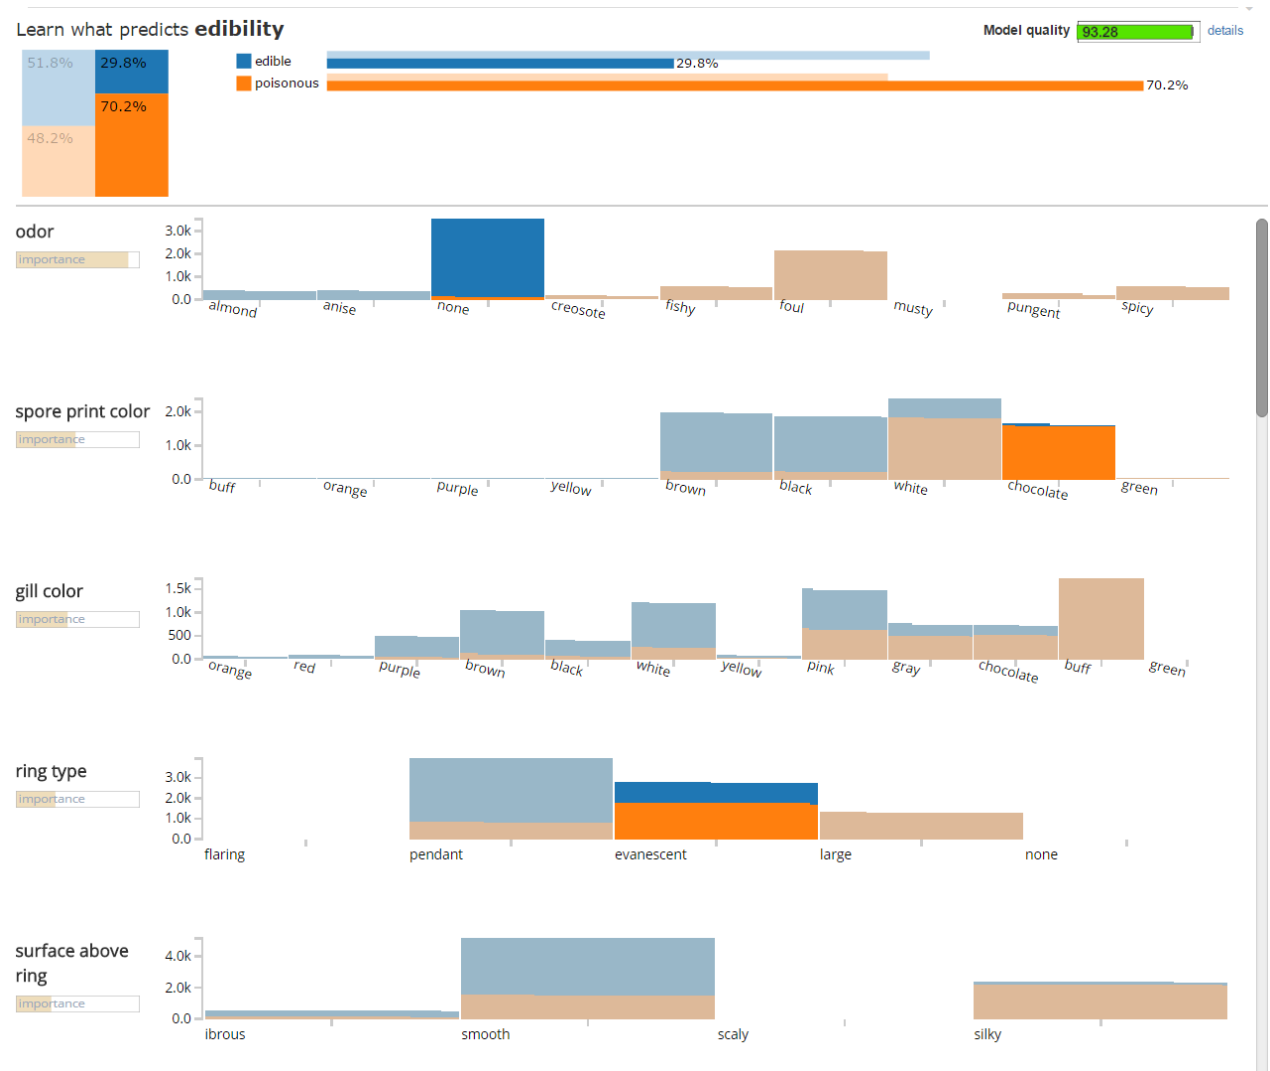 Learn what predicts edibility
Model quality 93.28 details
51.8% 29.8%
70.2%
48.2%
edible 29.8%
poisonous 70.2%
odor
importance
3.0k
2.0k
1.0k
0.0
almond anise none creosote fishy foul musty pungent spicy
spore print color
importance
2.0k
1.0k
0.0
buff orange purple yellow brown black white chocolate green
gill color
importance
1.5k
1.0k
500
0.0
orange red purple brown black white yellow pink gray chocolate buff green
ring type
importance
3.0k
2.0k
1.0k
0.0
flaring pendant evanescent large none
surface above
ring
importance
4.0k
2.0k
0.0
ibrous smooth scaly silky